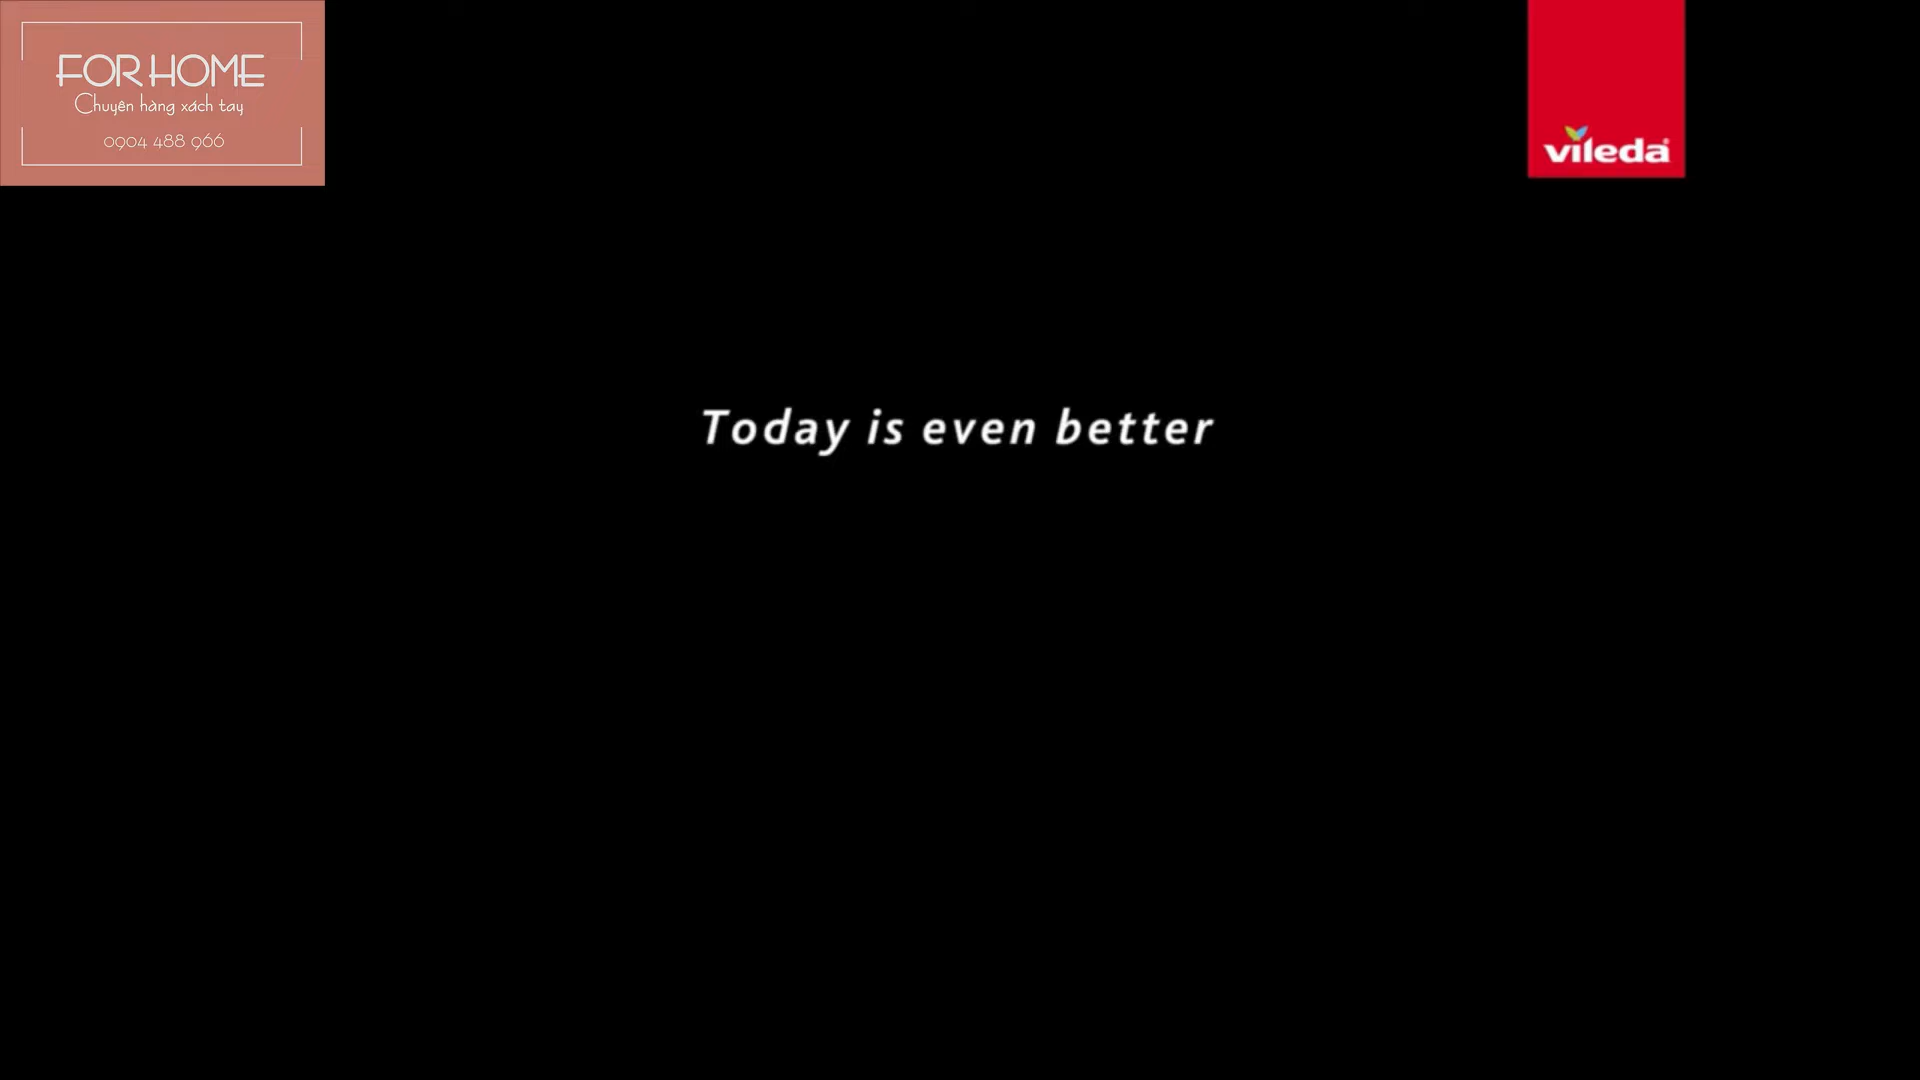 FOR HOME
Chuyên hàng xách tay
0904 488 966
vileda®
Today is even better